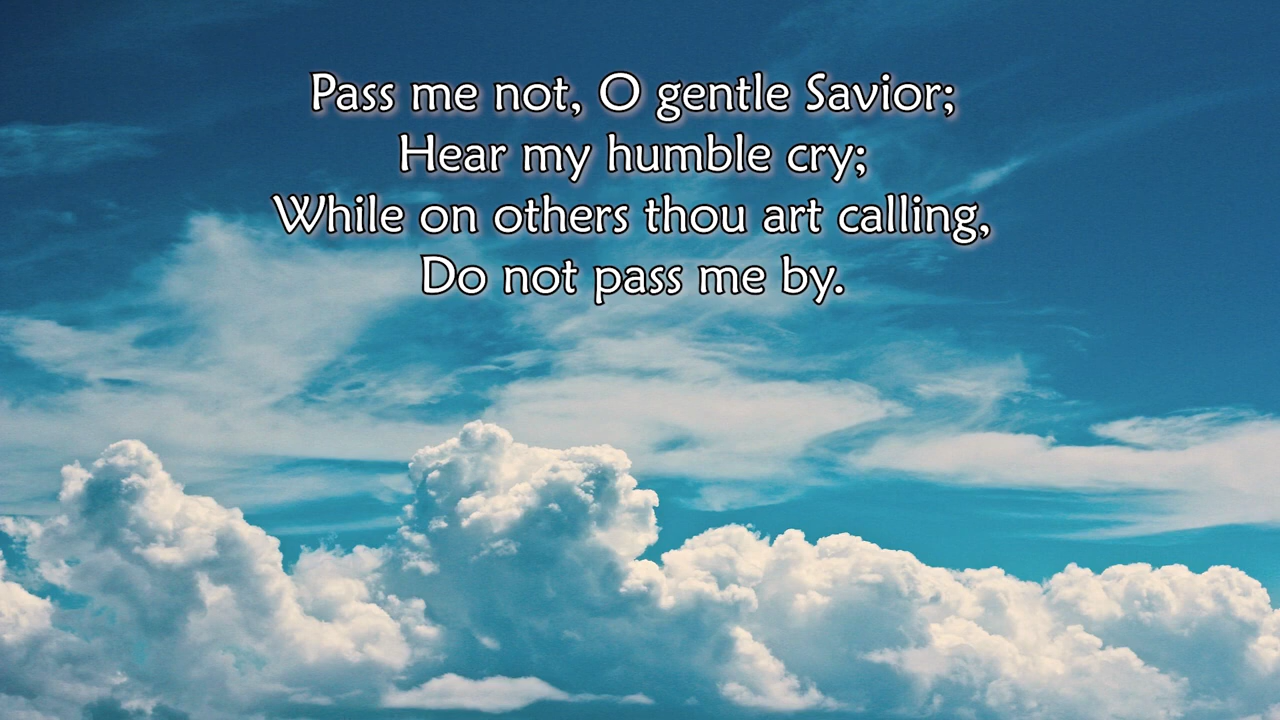 Pass me not, O gentle Savior;
Hear my humble cry;
While on others thou art calling,
Do not pass me by.